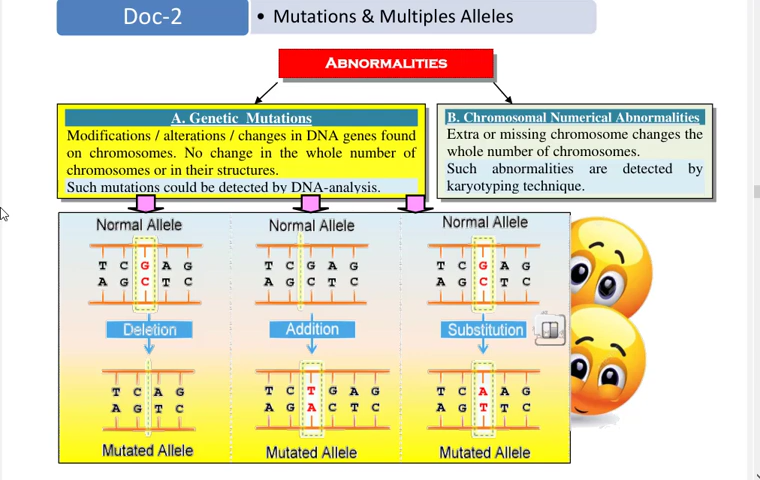 Doc-2
• Mutations & Multiples Alleles
ABNORMALITIES
A. Genetic Mutations
Modifications / alterations / changes in DNA genes found
on chromosomes. No change in the whole number of
chromosomes or in their structures.
Such mutations could be detected by DNA-analysis.
B. Chromosomal Numerical Abnormalities
Extra or missing chromosome changes the
whole number of chromosomes.
Such abnormalities are detected by
karyotyping technique.
Normal Allele
T C G A G
A G C T C
Deletion
T C A G
A G T C
Mutated Allele
Normal Allele
T C G A G
A G C T C
Addition
T C T G A G
A G A C T C
Mutated Allele
Normal Allele
T C G A G
A G C T C
Substitution
T C A A G
A G T T C
Mutated Allele